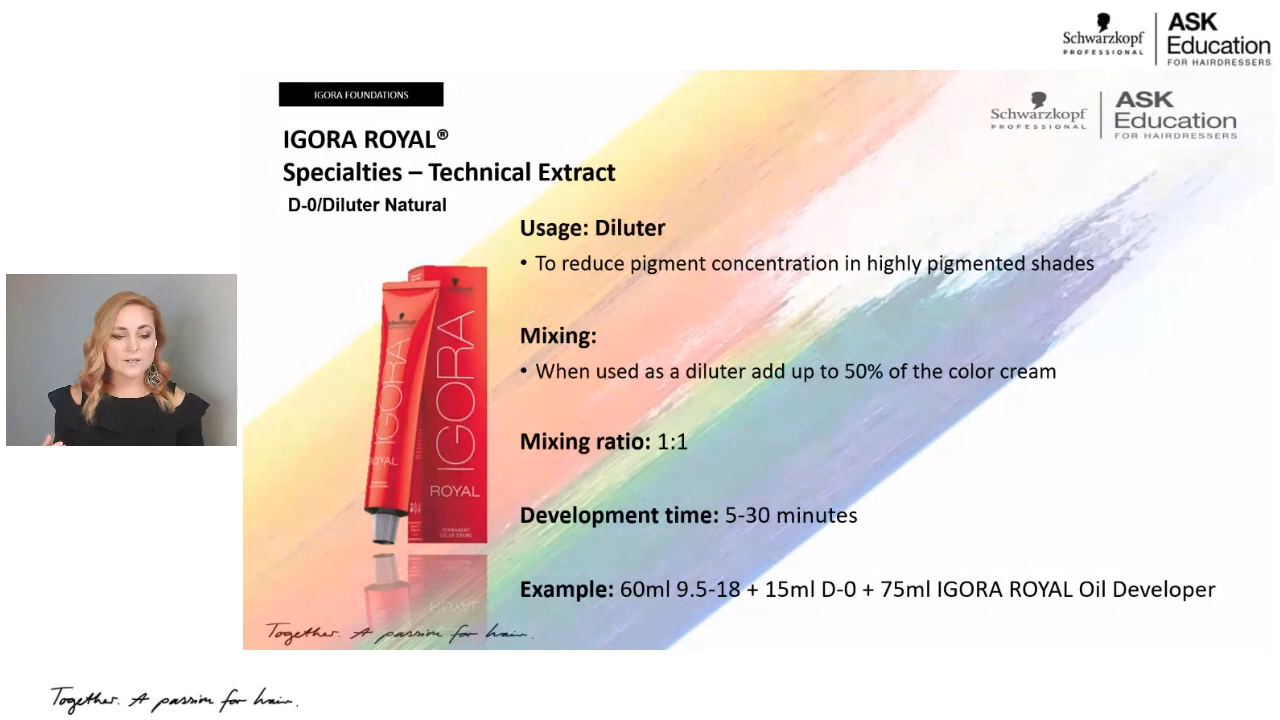 Schwarzkopf
PROFESSIONAL
ASK
Education
FOR HAIRDRESSERS
IGORA FOUNDATIONS
Schwarzkopf
PROFESSIONAL
ASK
Education
FOR HAIRDRESSERS
IGORA ROYAL®
Specialties – Technical Extract
D-0/Diluter Natural
Usage: Diluter
• To reduce pigment concentration in highly pigmented shades
Mixing:
• When used as a diluter add up to 50% of the color cream
Mixing ratio: 1:1
Development time: 5-30 minutes
Example: 60ml 9.5-18 + 15ml D-0 + 75ml IGORA ROYAL Oil Developer
IGORA
ROYAL
IGORA
ROYAL
PERMANENT
COLOR CREME
Together. A passion for hair.
Together. A passion for hair.